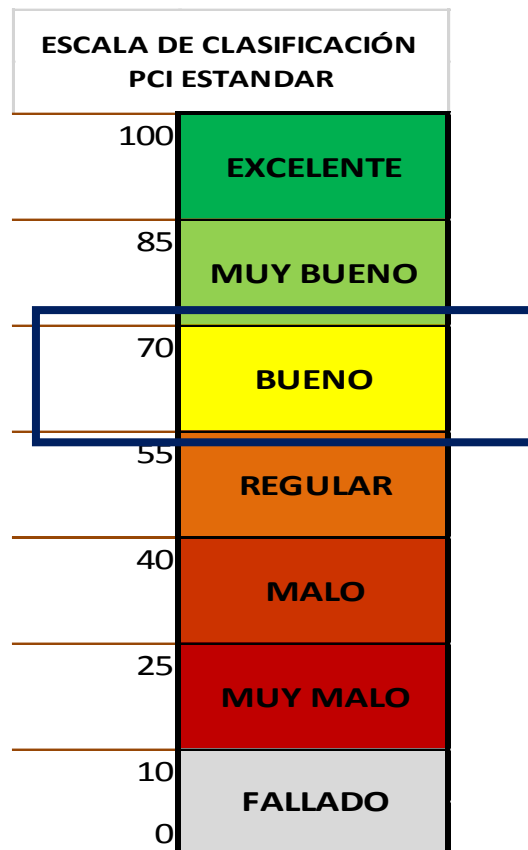 ESCALA DE CLASIFICACIÓN
PCI ESTANDAR
100
EXCELENTE
85
MUY BUENO
70
BUENO
55
REGULAR
40
MALO
25
MUY MALO
10
FALLADO
0